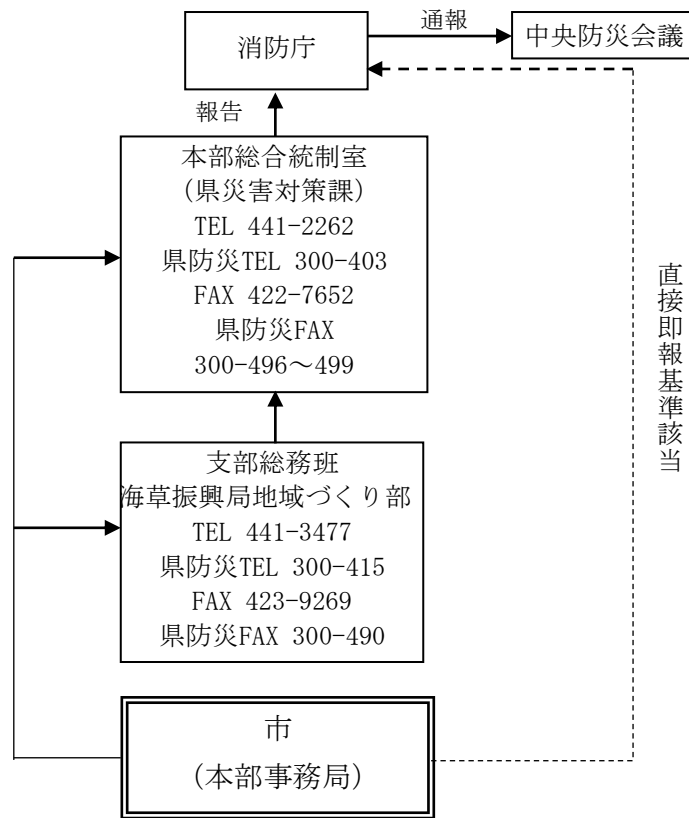 消防庁
通報
中央防災会議
報告
本部総合統制室
(県災害対策課)
TEL 441-2262
県防災TEL 300-403
FAX 422-7652
県防災FAX
300-496～499
支部総務班
海草振興局地域づくり部
TEL 441-3477
県防災TEL 300-415
FAX 423-9269
県防災FAX 300-490
市
(本部事務局)
直接即報基準該当